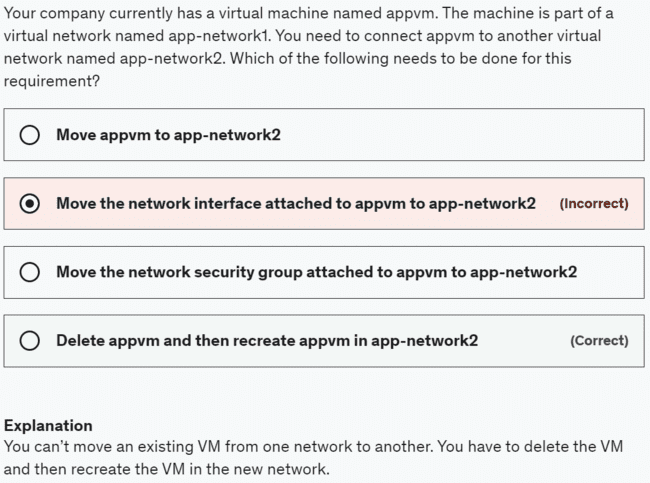 Your company currently has a virtual machine named appvm. The machine is part of a
virtual network named app-network1. You need to connect appvm to another virtual
network named app-network2. Which of the following needs to be done for this
requirement?
Move appvm to app-network2
Move the network interface attached to appvm to app-network2 (Incorrect)
Move the network security group attached to appvm to app-network2
Delete appvm and then recreate appvm in app-network2 (Correct)
Explanation
You can't move an existing VM from one network to another. You have to delete the VM
and then recreate the VM in the new network.